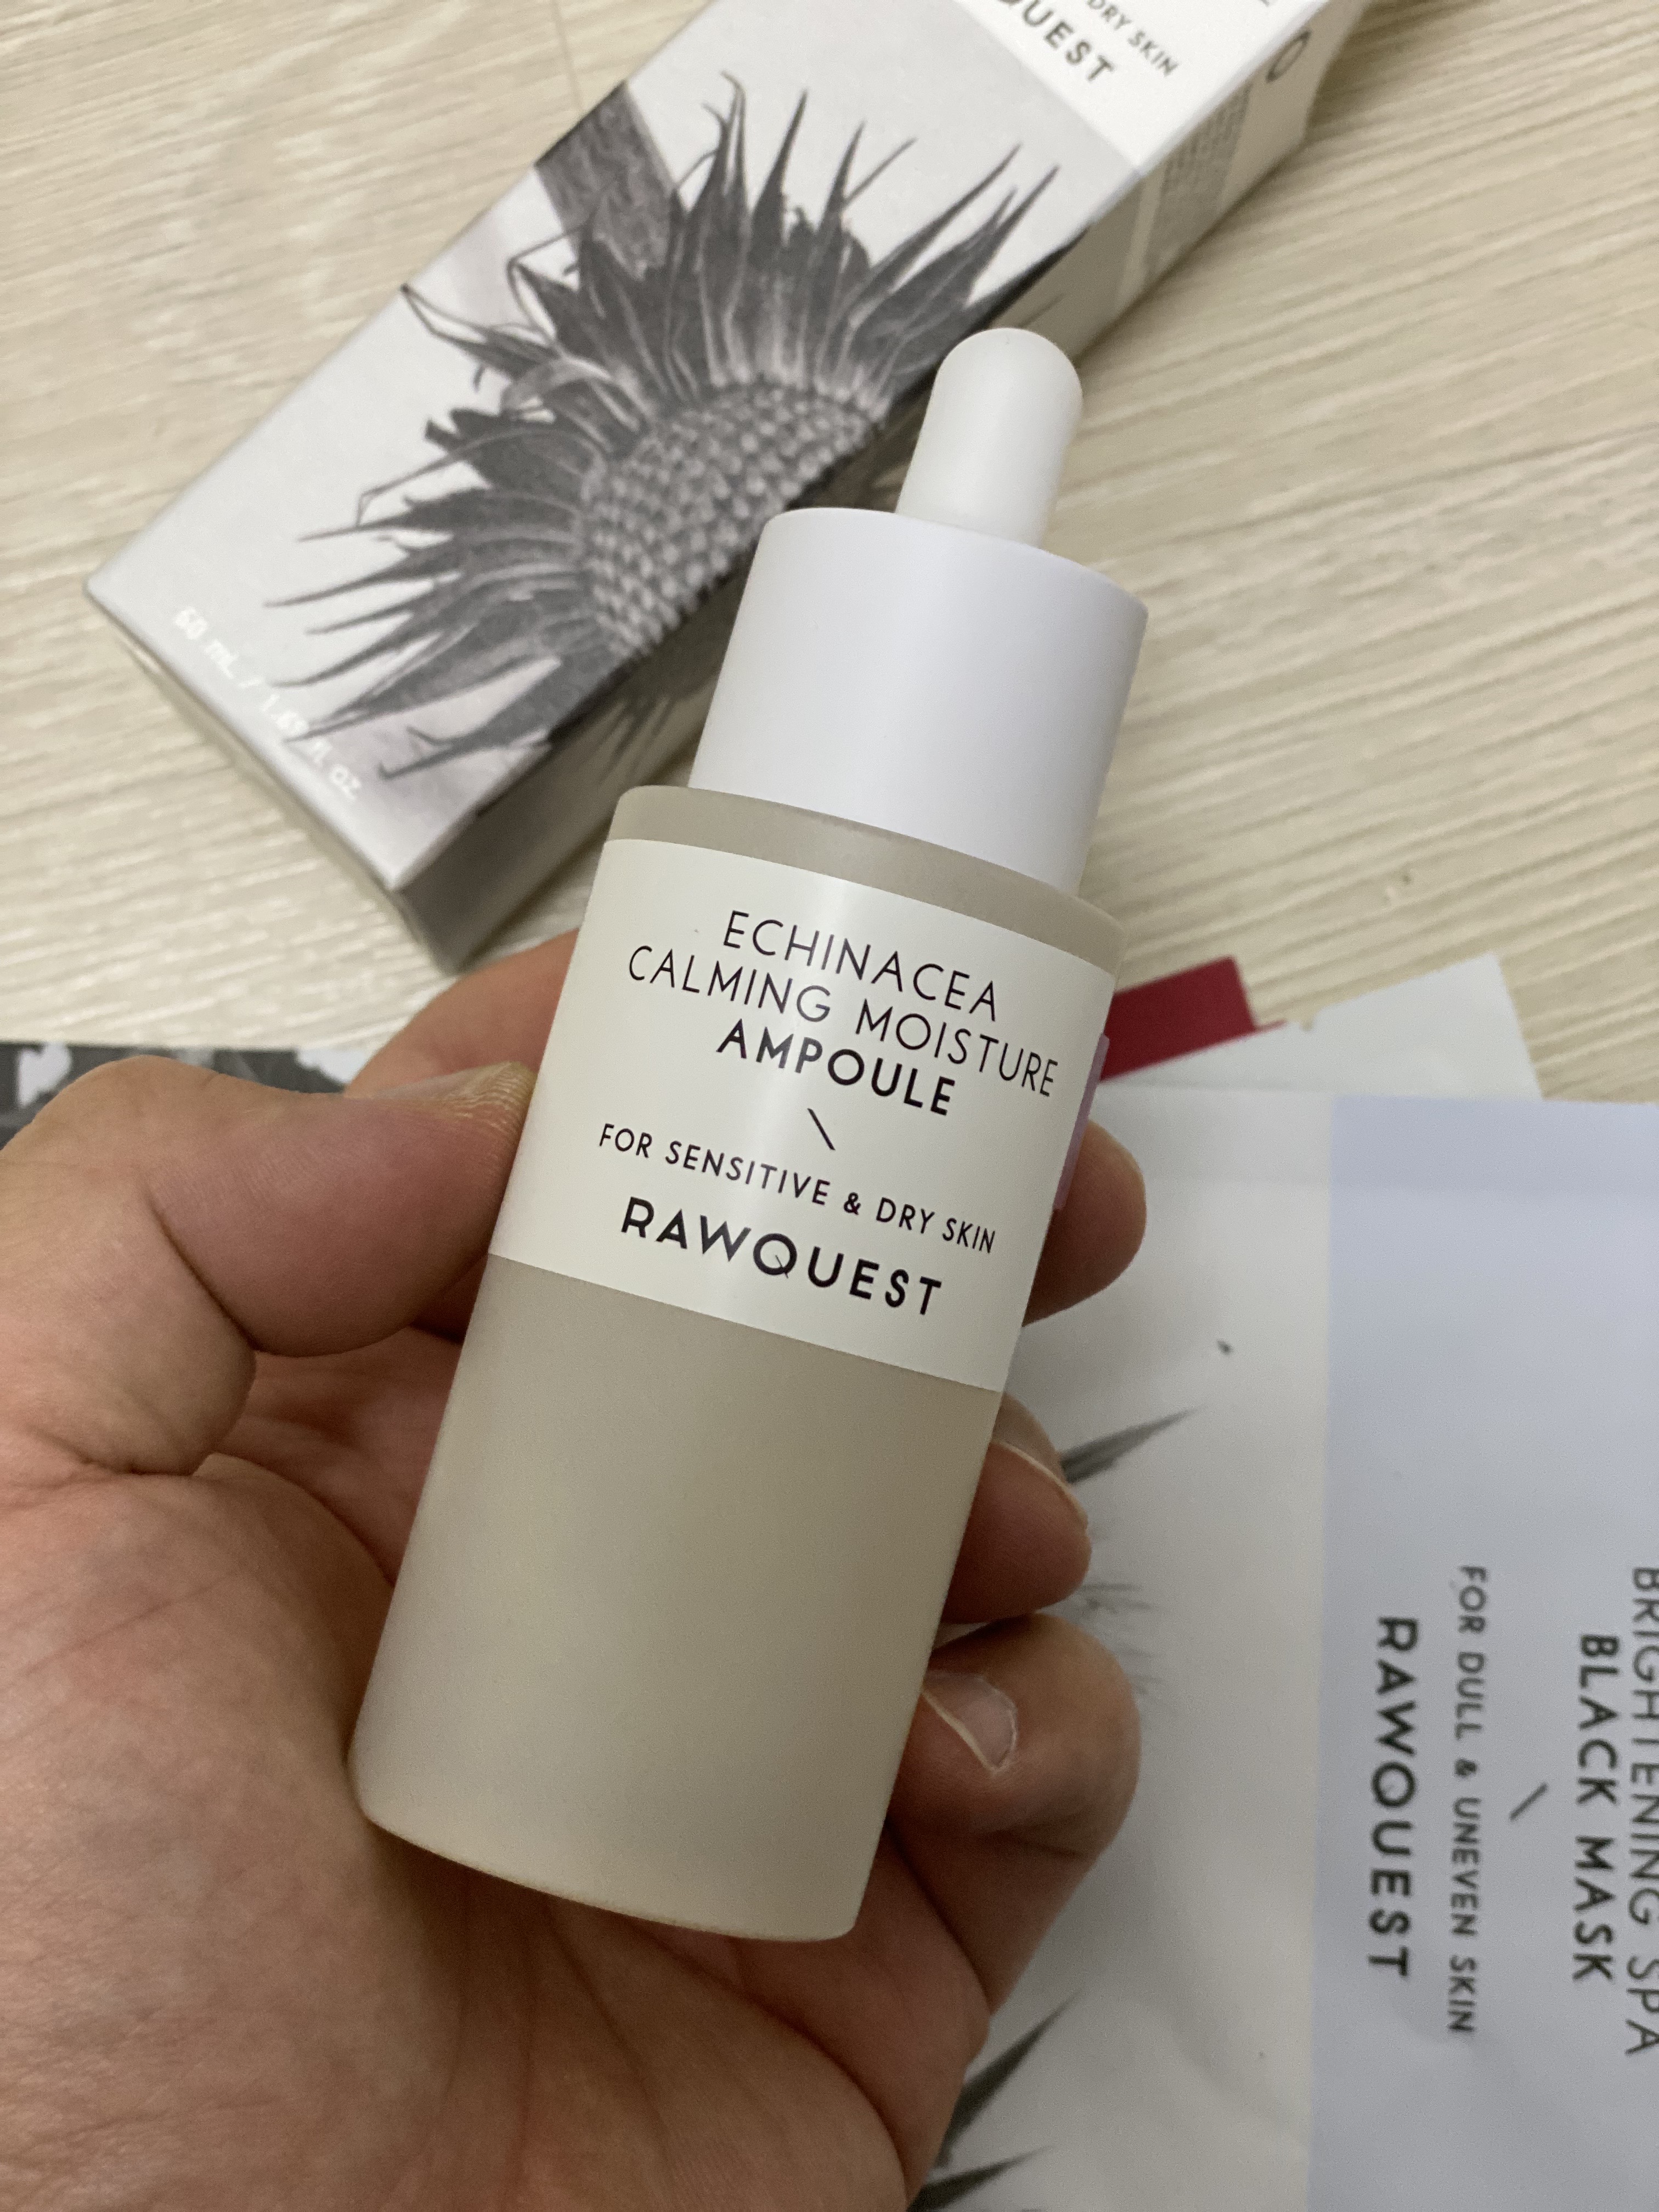 DRY SKIN
QUEST
ECHINACEA
CALMING MOISTURE
AMPOULE
\
FOR SENSITIVE & DRY SKIN
RAWQUEST
BRIGHTENING SPA
BLACK MASK
\
FOR DULL & UNEVEN SKIN
RAWQUEST